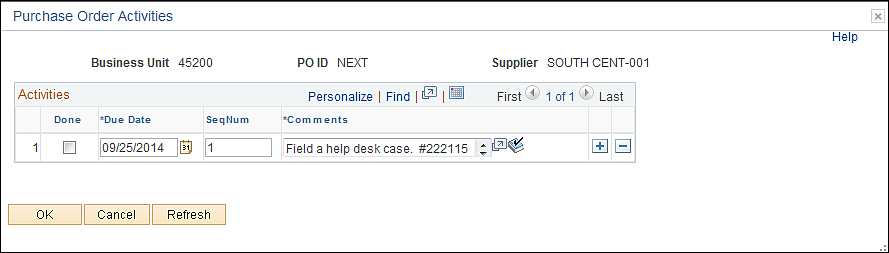 Purchase Order Activities
Help
Business Unit 45200 PO ID NEXT Supplier SOUTH CENT-001
Activities Personalize | Find | | First 1 of 1 Last
Done *Due Date SeqNum *Comments
1 09/25/2014 31 1 Field a help desk case. #222115
OK Cancel Refresh